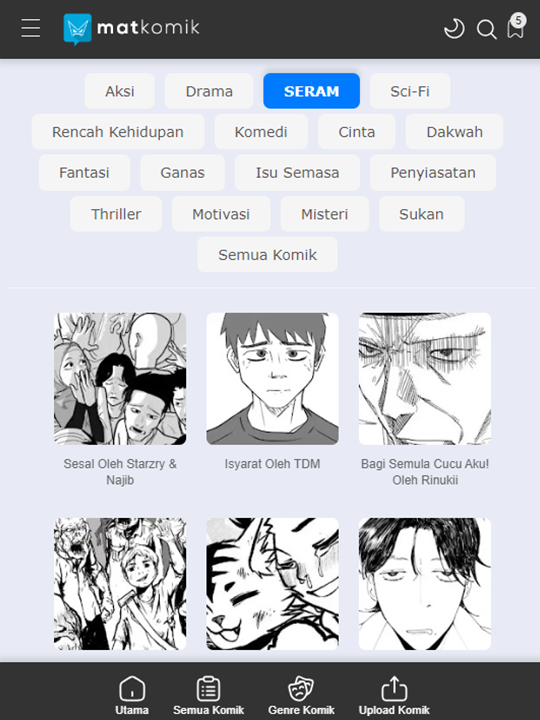 matkomik
5
Aksi Drama SERAM Sci-Fi
Rencah Kehidupan Komedi Cinta Dakwah
Fantasi Ganas Isu Semasa Penyiasatan
Thriller Motivasi Misteri Sukan
Semua Komik
Sesal Oleh Starzry & Najib
Isyarat Oleh TDM
Bagi Semula Cucu Aku! Oleh Rinukii
Utama Semua Komik Genre Komik Upload Komik